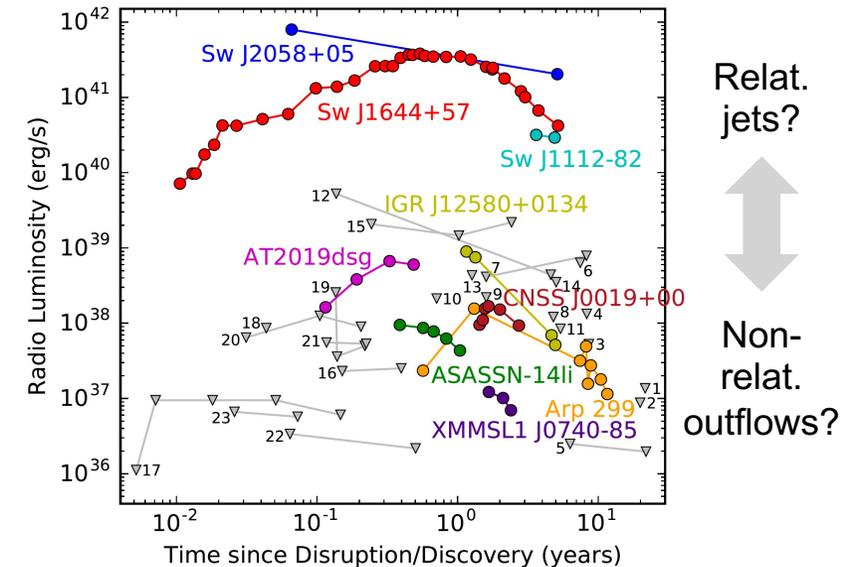 10^42
Sw J2058+05
10^41
Sw J1644+57
Sw J1112-82
10^40
12
IGR J12580+0134
15
10^39
AT2019dsg
7
6
19
13
14
10
9
CNSS J0019+00
8
4
18
11
10^38
20
21
3
16
ASASSN-14li
1
2
10^37
Arp 299
23
XMMSL1 J0740-85
22
5
10^36
17
10^-2
10^-1
10^0
10^1
Time since Disruption/Discovery (years)
Radio Luminosity (erg/s)
Relat.
jets?
Non-
relat.
outflows?